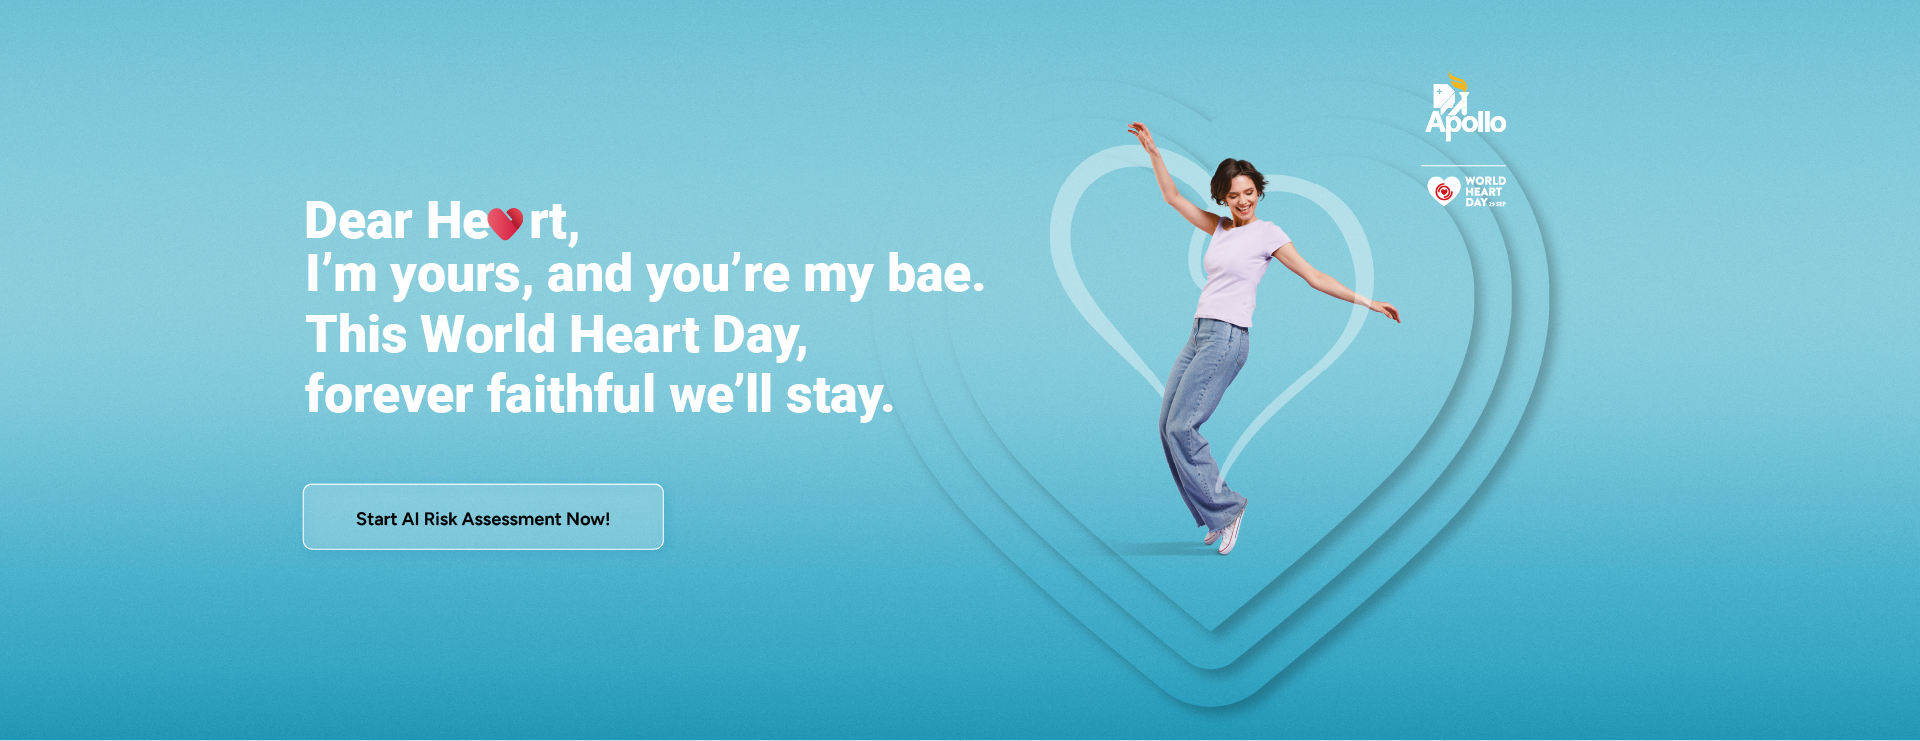 Dear He❤rt,
I’m yours, and you’re my bae.
This World Heart Day,
forever faithful we’ll stay.
Start AI Risk Assessment Now!
Apollo
WORLD
HEART
DAY 29 SEP